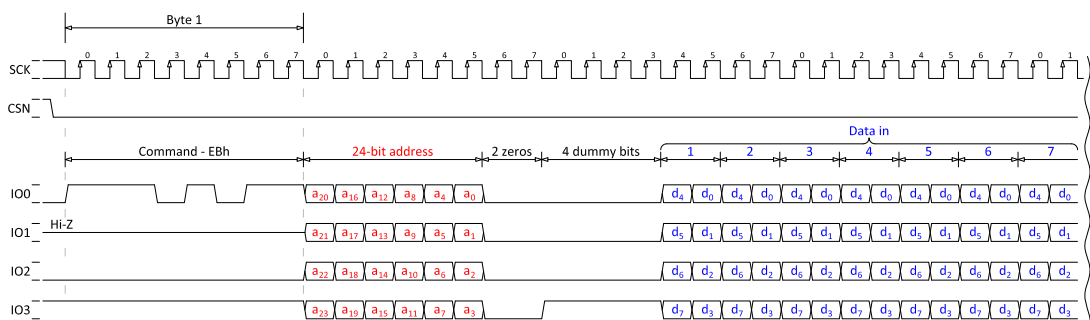 Byte 1
0 1 2 3 4 5 6 7 0 1 2 3 4 5 6 7 0 1 2 3 4 5 6 7 0 1 2 3 4 5 6 7 0 1
SCK
CSN
Data in
Command - EBh 24-bit address 2 zeros 4 dummy bits 1 2 3 4 5 6 7
IO0 a20 a16 a12 a8 a4 a0 d4 d0 d4 d0 d4 d0 d4 d0 d4 d0 d4 d0 d4 d0
Hi-Z
IO1 a21 a17 a13 a9 a5 a1 d5 d1 d5 d1 d5 d1 d5 d1 d5 d1 d5 d1 d5 d1
IO2 a22 a18 a14 a10 a6 a2 d6 d2 d6 d2 d6 d2 d6 d2 d6 d2 d6 d2 d6 d2
IO3 a23 a19 a15 a11 a7 a3 d7 d3 d7 d3 d7 d3 d7 d3 d7 d3 d7 d3 d7 d3